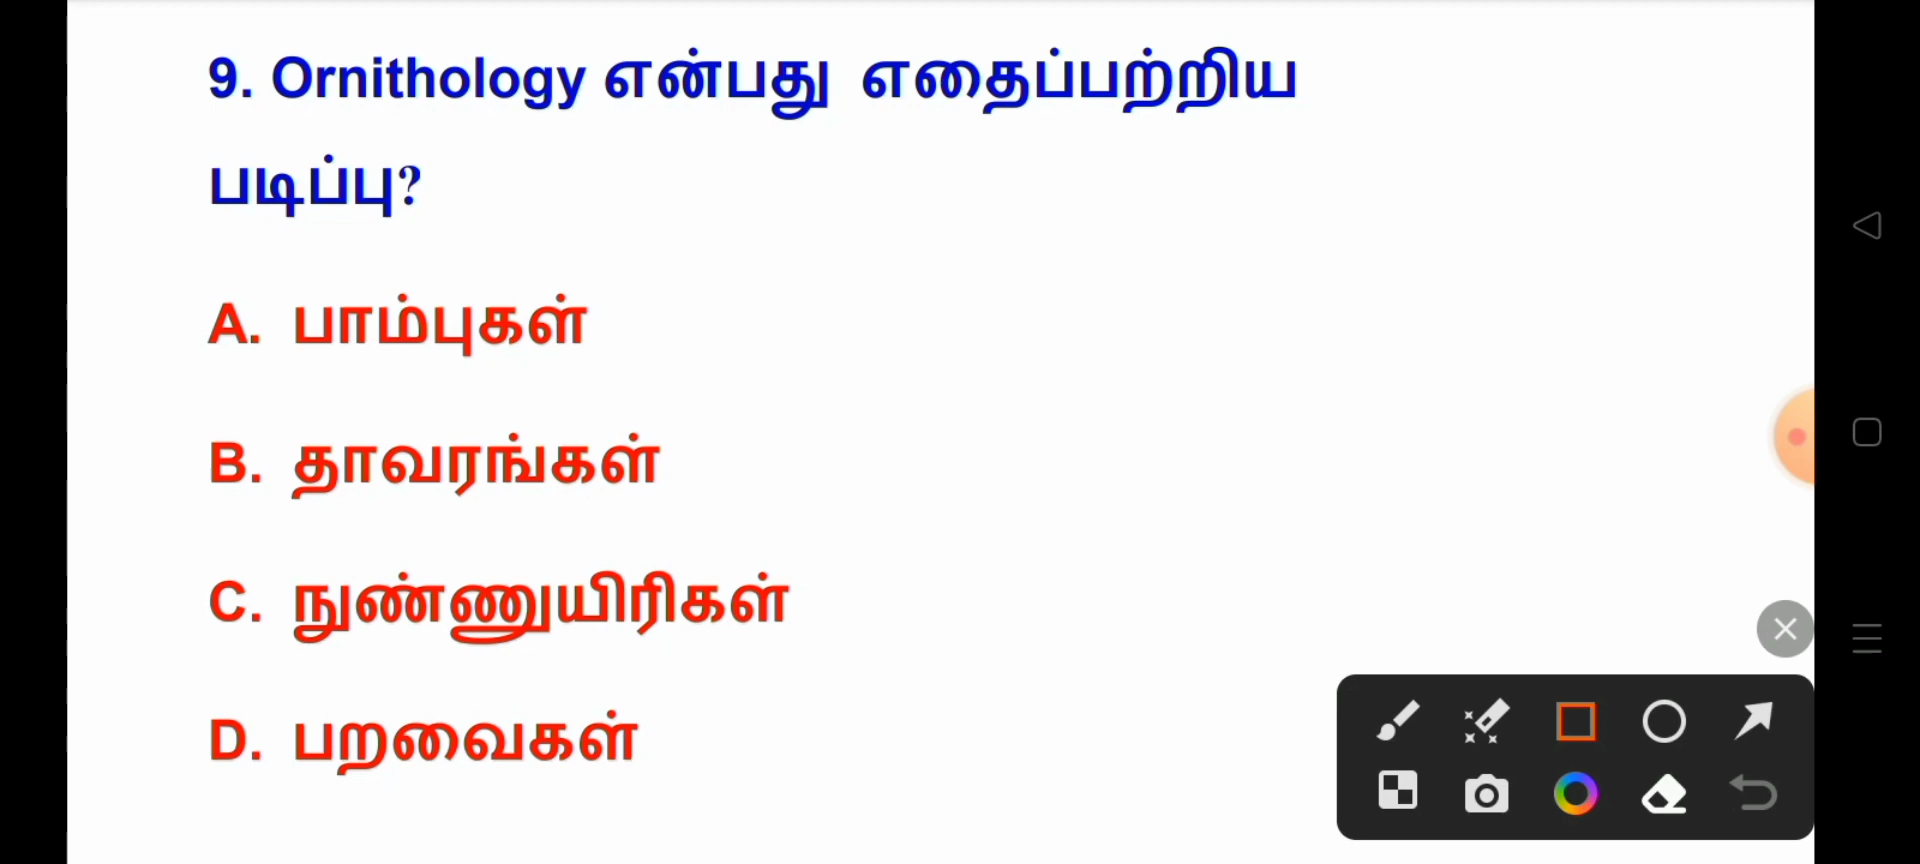 9. Ornithology என்பது எதைப்பற்றிய
படிப்பு?
A. பாம்புகள்
B. தாவரங்கள்
C. நுண்ணுயிரிகள்
D. பறவைகள்